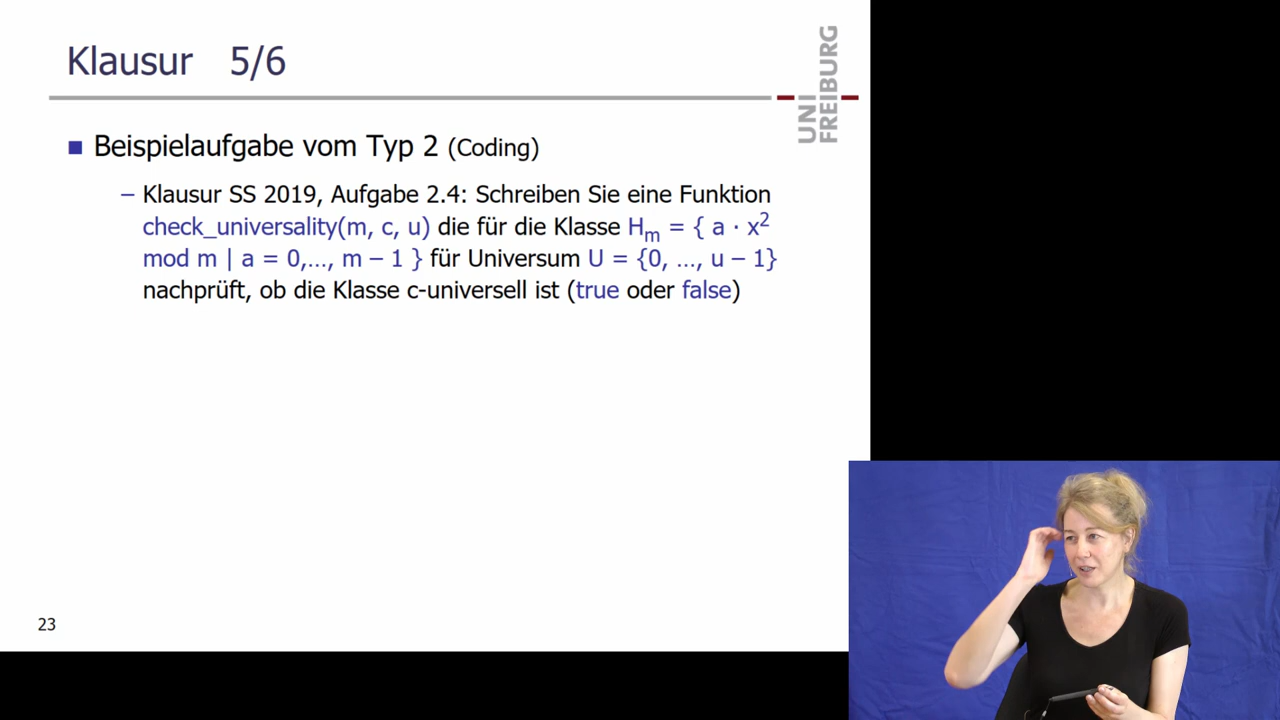 Klausur 5/6
UNI
FREIBURG
■ Beispielaufgabe vom Typ 2 (Coding)
– Klausur SS 2019, Aufgabe 2.4: Schreiben Sie eine Funktion
check_universality(m, c, u) die für die Klasse Hm = { a · x²
mod m | a = 0,…, m – 1 } für Universum U = {0, …, u – 1}
nachprüft, ob die Klasse c-universell ist (true oder false)
23